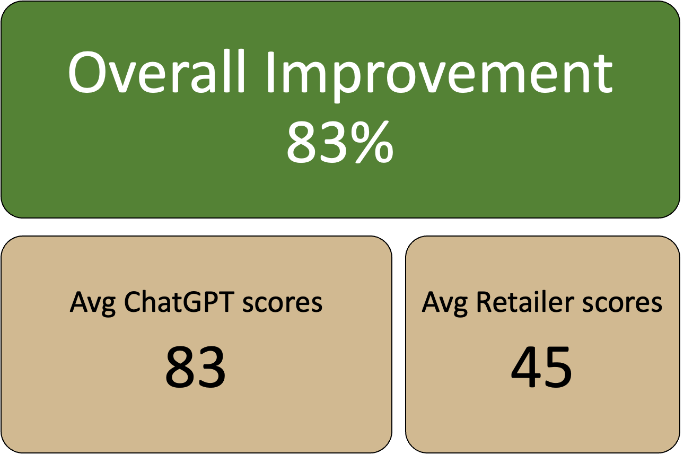 Overall Improvement
83%
Avg ChatGPT scores
83
Avg Retailer scores
45